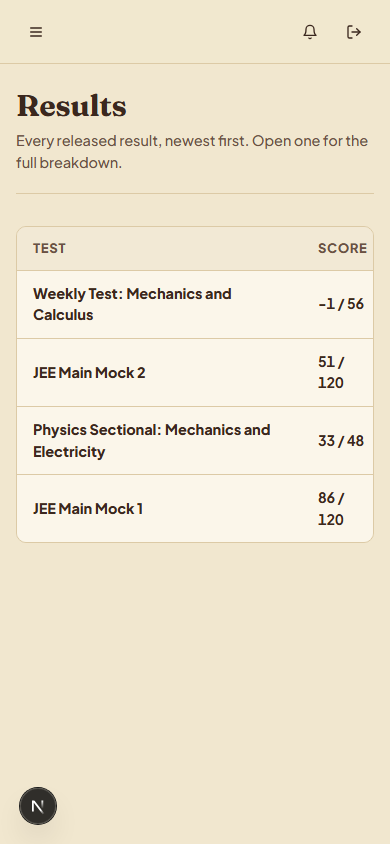 Results
Every released result, newest first. Open one for the
full breakdown.
TEST SCORE
Weekly Test: Mechanics and
Calculus
-1 / 56
JEE Main Mock 2
51 /
120
Physics Sectional: Mechanics and
Electricity
33 / 48
JEE Main Mock 1
86 /
120
N